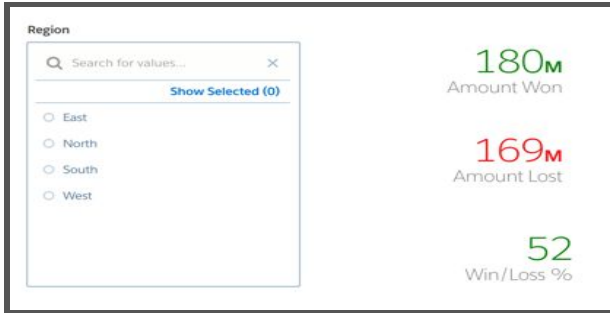 Region
Search for values...
Show Selected (0)
East
North
South
West
180M
Amount Won
169M
Amount Lost
52
Win/Loss %